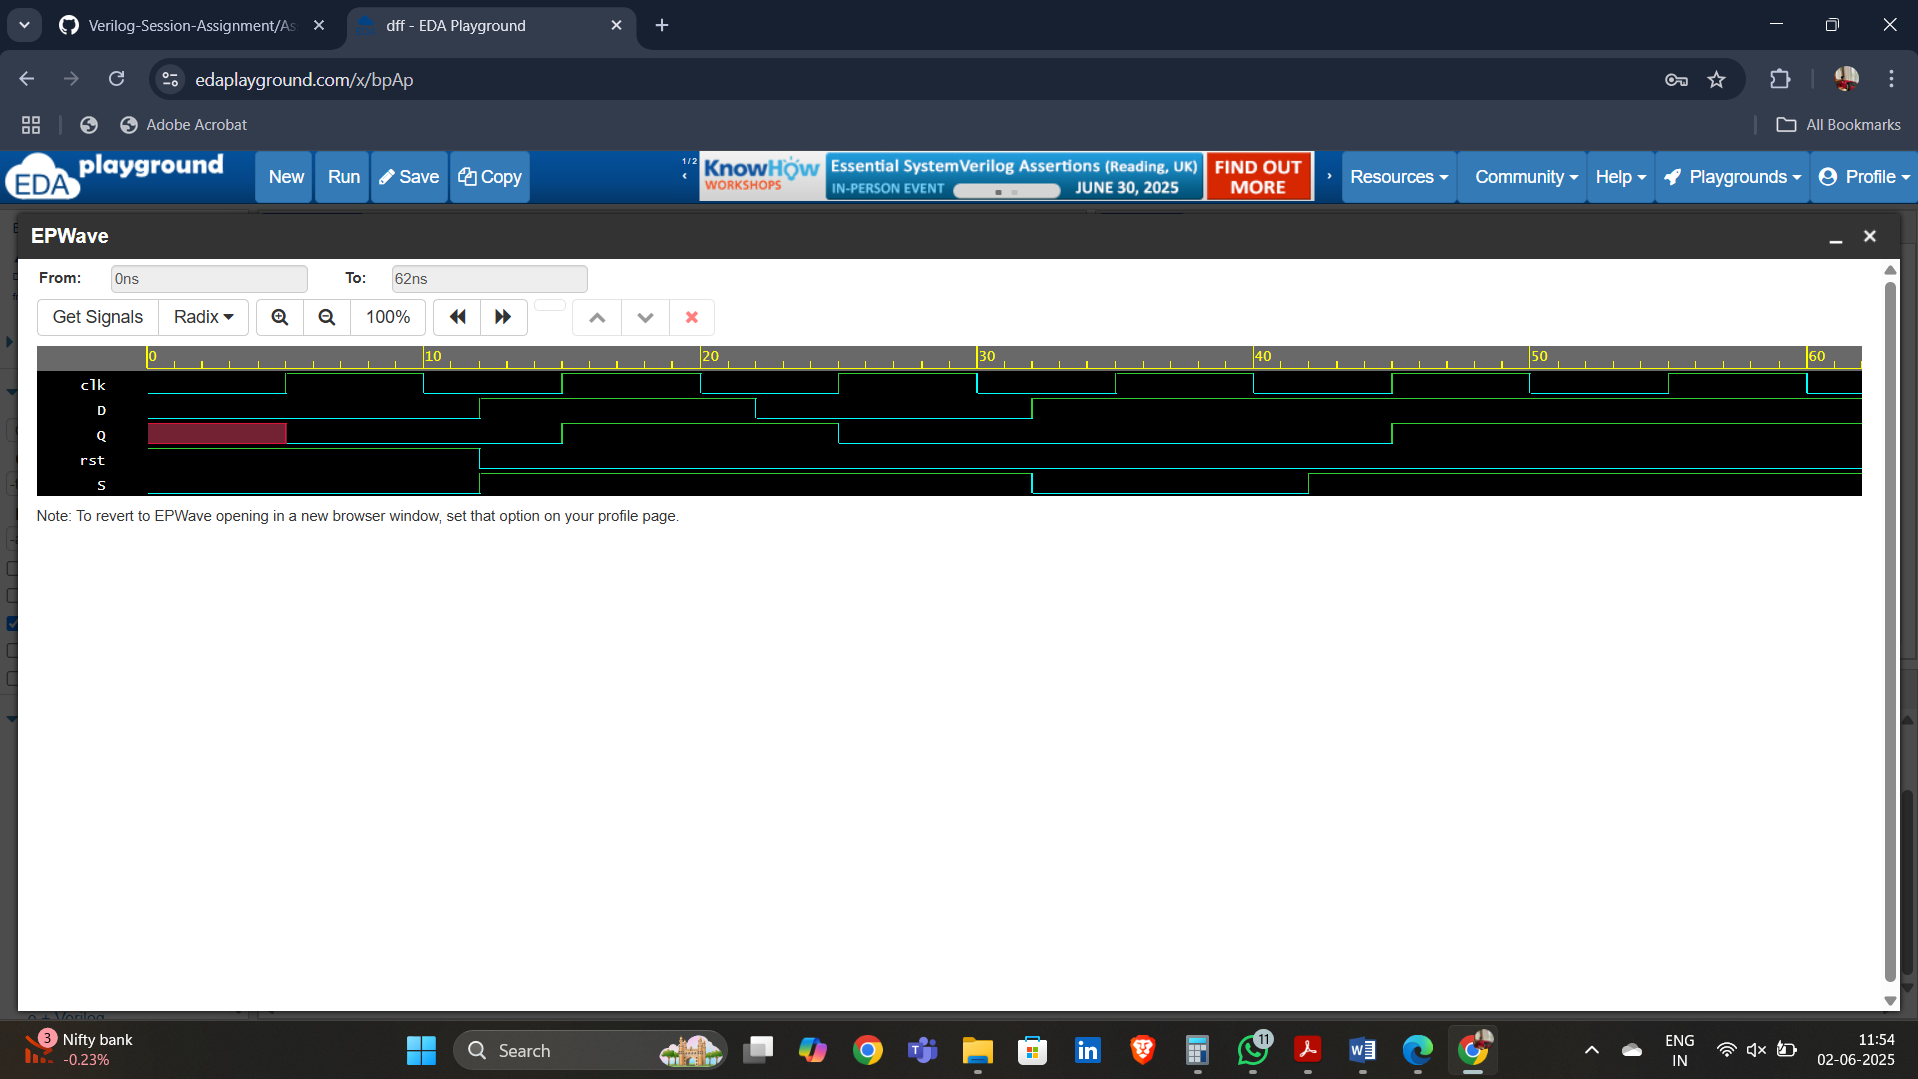 Verilog-Session-Assignment/As
dff - EDA Playground
edaplayground.com/x/bpAp
Adobe Acrobat
All Bookmarks
EDA playground
New
Run
Save
Copy
1/2
KnowHow
WORKSHOPS
Essential SystemVerilog Assertions (Reading, UK)
IN-PERSON EVENT
JUNE 30, 2025
FIND OUT
MORE
Resources
Community
Help
Playgrounds
Profile
EPWave
From:
0ns
To:
62ns
Get Signals
Radix
100%
0 10 20 30 40 50 60
clk
D
Q
rst
S
Note: To revert to EPWave opening in a new browser window, set that option on your profile page.
3
Nifty bank
-0.23%
Search
11
ENG
IN
11:54
02-06-2025